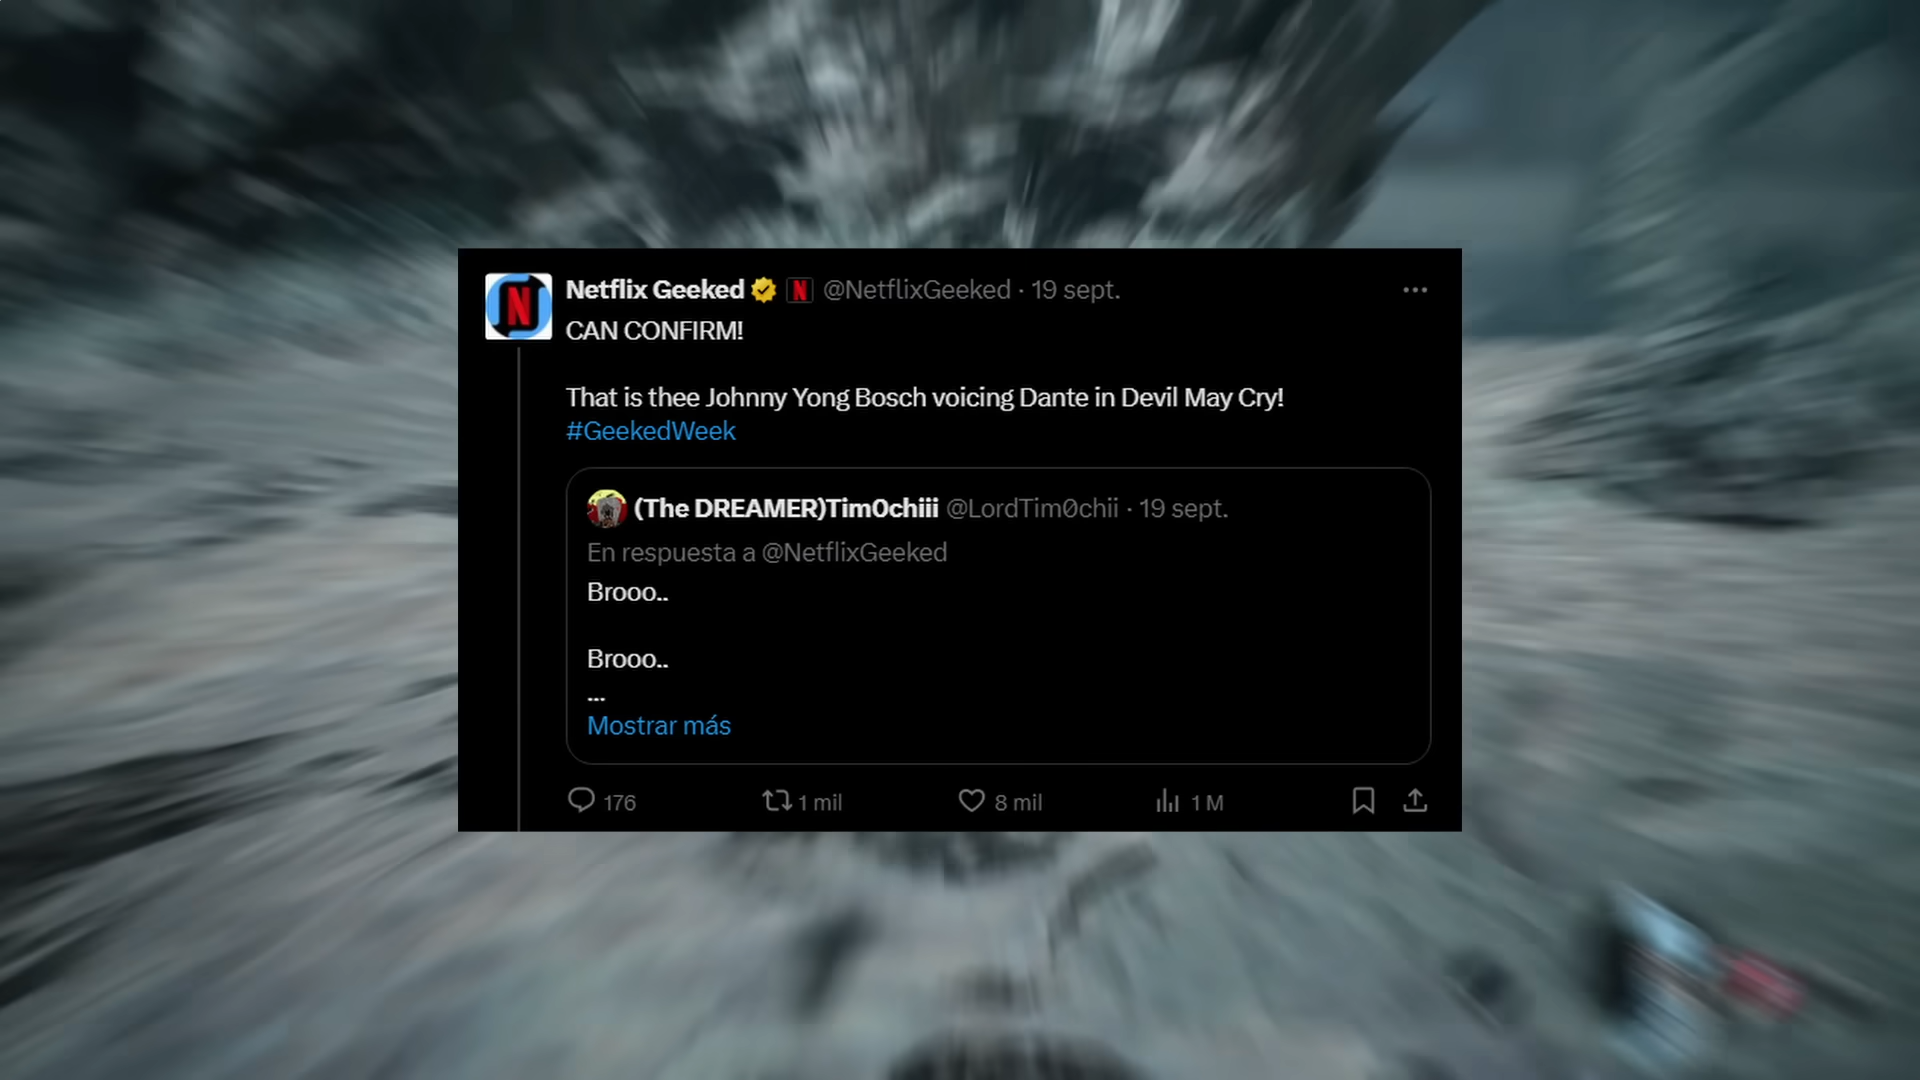 Netflix Geeked @NetflixGeeked · 19 sept.
CAN CONFIRM!
That is thee Johnny Yong Bosch voicing Dante in Devil May Cry!
#GeekedWeek
(The DREAMER)Tim0chiii @LordTim0chii · 19 sept.
En respuesta a @NetflixGeeked
Brooo..
Brooo..
...
Mostrar más
176 1 mil 8 mil 1 M